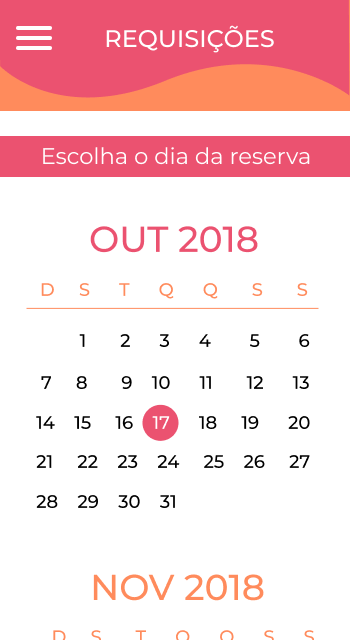 REQUISIÇÕES
Escolha o dia da reserva
OUT 2018
D S T Q Q S S
1 2 3 4 5 6
7 8 9 10 11 12 13
14 15 16 17 18 19 20
21 22 23 24 25 26 27
28 29 30 31
NOV 2018
D S T Q Q S S